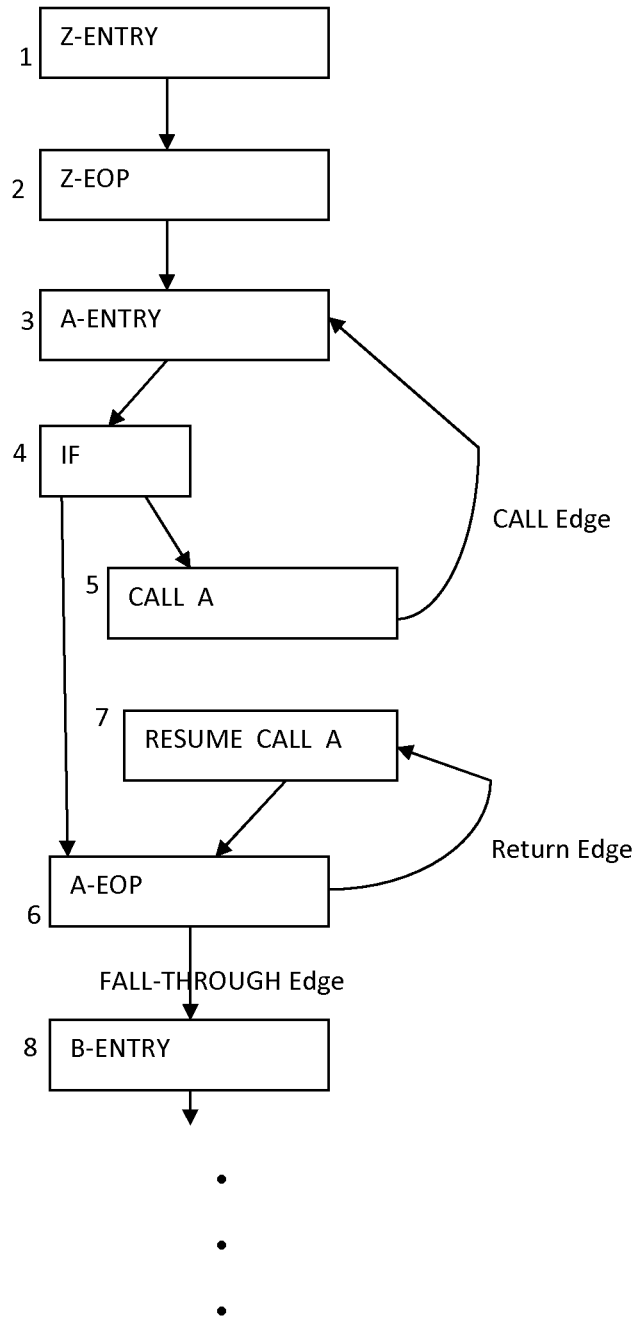 1 Z-ENTRY
2 Z-EOP
3 A-ENTRY
4 IF
CALL Edge
5 CALL A
7 RESUME CALL A
Return Edge
6 A-EOP
FALL-THROUGH Edge
8 B-ENTRY